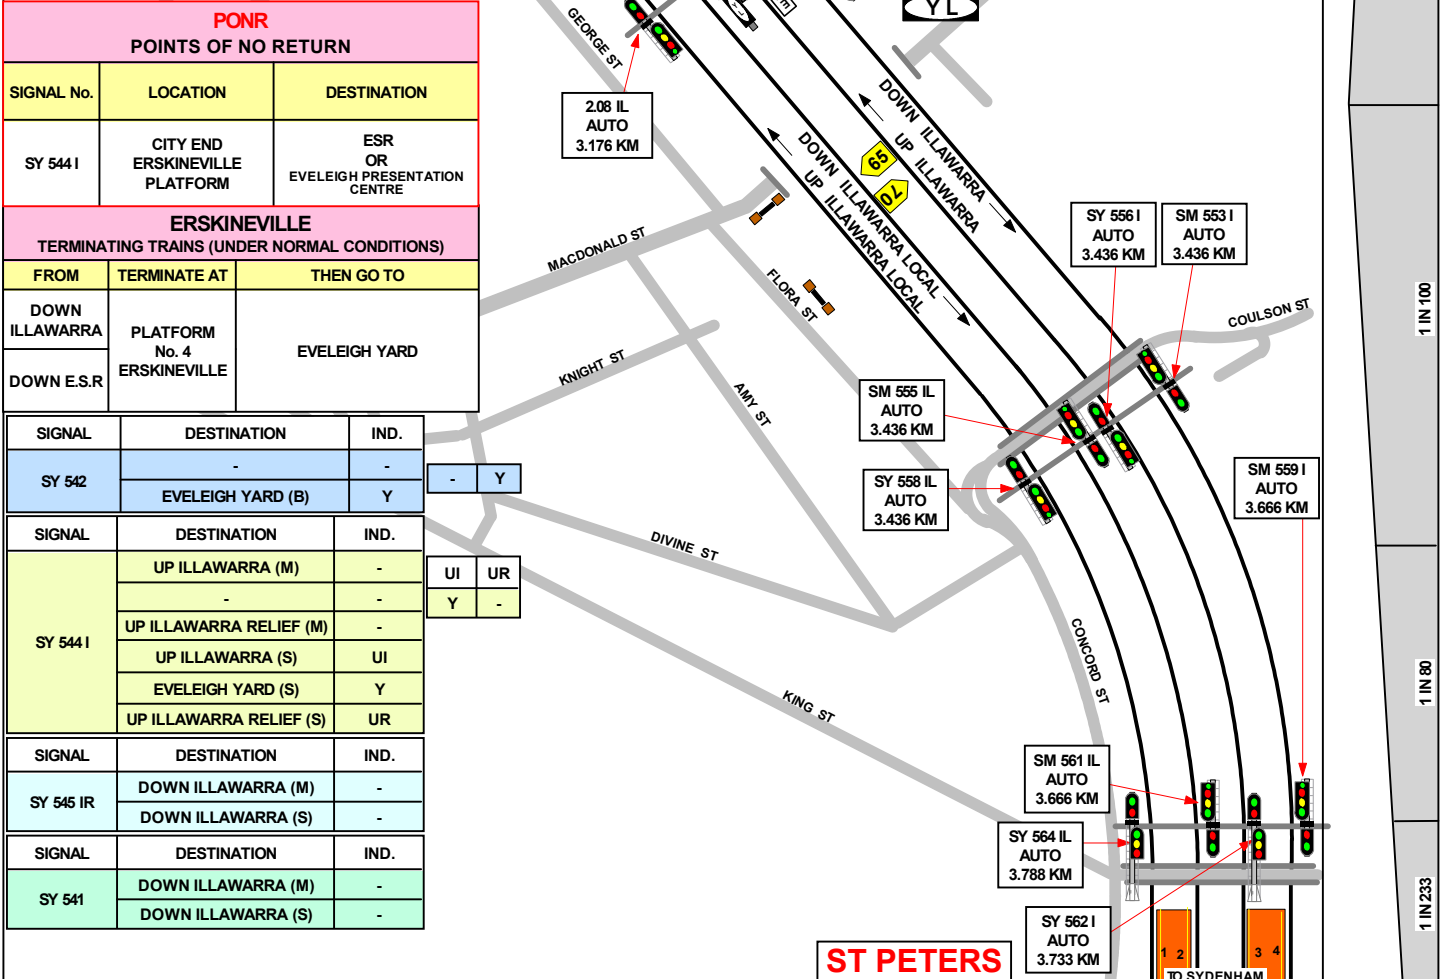 PONR
POINTS OF NO RETURN
SIGNAL No. LOCATION DESTINATION
SY 544 I
CITY END
ERSKINEVILLE
PLATFORM
ESR
OR
EVELEIGH PRESENTATION
CENTRE
ERSKINEVILLE
TERMINATING TRAINS (UNDER NORMAL CONDITIONS)
FROM TERMINATE AT THEN GO TO
DOWN
ILLAWARRA
DOWN E.S.R
PLATFORM
No. 4
ERSKINEVILLE
EVELEIGH YARD
SIGNAL DESTINATION IND.
SY 542
- -
EVELEIGH YARD (B) Y
- Y
SIGNAL DESTINATION IND.
SY 544 I
UP ILLAWARRA (M) -
- -
UP ILLAWARRA RELIEF (M) -
UP ILLAWARRA (S) UI
EVELEIGH YARD (S) Y
UP ILLAWARRA RELIEF (S) UR
UI UR
Y -
SIGNAL DESTINATION IND.
SY 545 IR
DOWN ILLAWARRA (M) -
DOWN ILLAWARRA (S) -
SIGNAL DESTINATION IND.
SY 541
DOWN ILLAWARRA (M) -
DOWN ILLAWARRA (S) -
GEORGE ST
YL
2.08 IL
AUTO
3.176 KM
DOWN ILLAWARRA
UP ILLAWARRA
DOWN ILLAWARRA LOCAL
UP ILLAWARRA LOCAL
65
70
MACDONALD ST
FLORA ST
KNIGHT ST
AMY ST
DIVINE ST
KING ST
CONCORD ST
COULSON ST
SY 556 I
AUTO
3.436 KM
SM 553 I
AUTO
3.436 KM
SM 555 IL
AUTO
3.436 KM
SY 558 IL
AUTO
3.436 KM
SM 559 I
AUTO
3.666 KM
SM 561 IL
AUTO
3.666 KM
SY 564 IL
AUTO
3.788 KM
SY 562 I
AUTO
3.733 KM
ST PETERS
1 2
3 4
TO SYDENHAM
1 IN 100
1 IN 80
1 IN 233